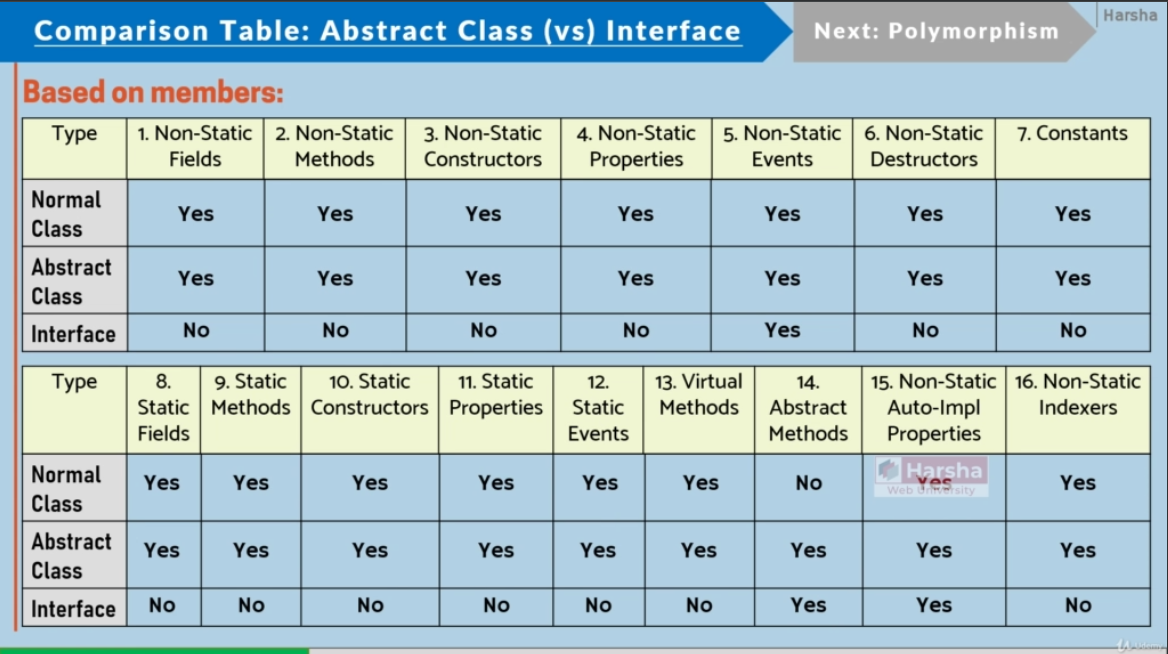 Comparison Table: Abstract Class (vs) Interface
Next: Polymorphism
Harsha
Based on members:
Type 1. Non-Static Fields 2. Non-Static Methods 3. Non-Static Constructors 4. Non-Static Properties 5. Non-Static Events 6. Non-Static Destructors 7. Constants
Normal Class Yes Yes Yes Yes Yes Yes Yes
Abstract Class Yes Yes Yes Yes Yes Yes Yes
Interface No No No No Yes No No
Type 8. Static Fields 9. Static Methods 10. Static Constructors 11. Static Properties 12. Static Events 13. Virtual Methods 14. Abstract Methods 15. Non-Static Auto-Impl Properties 16. Non-Static Indexers
Normal Class Yes Yes Yes Yes Yes Yes No Yes Yes
Harsha
Web University
Abstract Class Yes Yes Yes Yes Yes Yes Yes Yes Yes
Interface No No No No No No Yes Yes No
Udemy